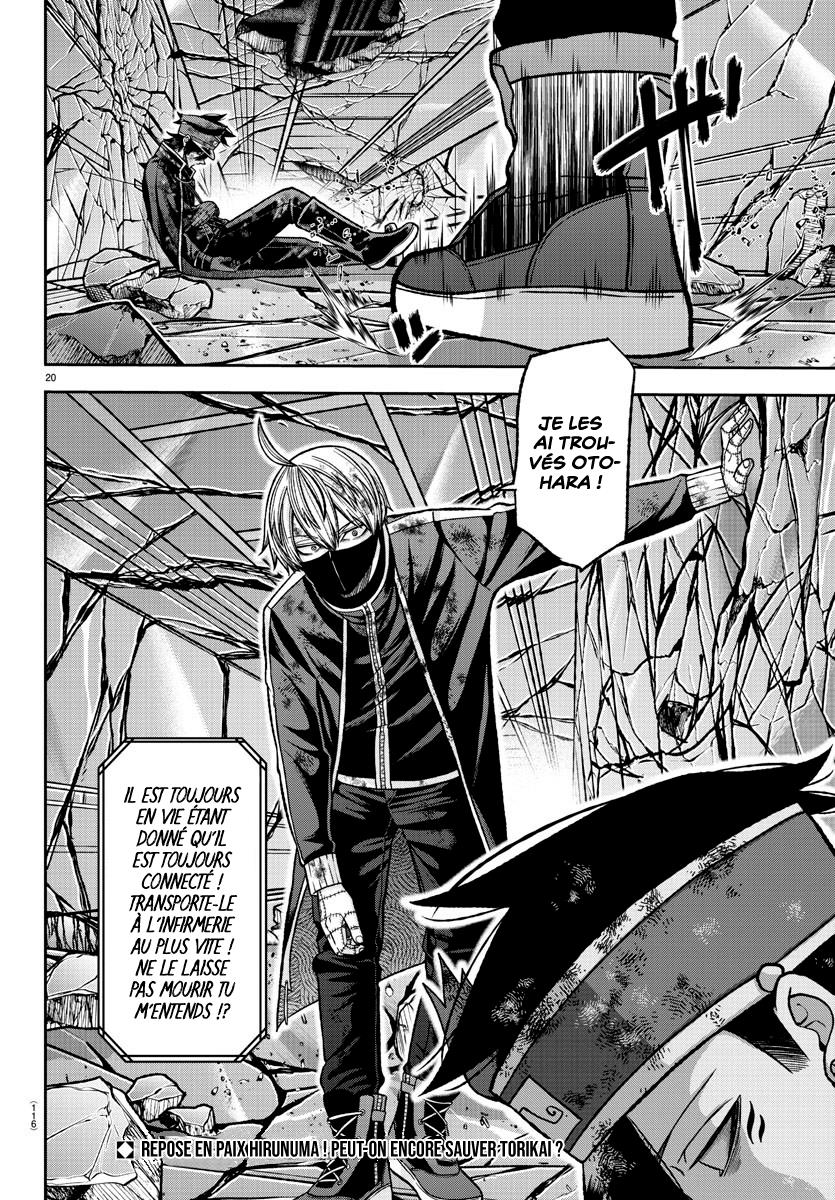 20
JE LES
AI TROU-
VÉS OTO-
HARA !
IL EST TOUJOURS
EN VIE ÉTANT
DONNÉ QU'IL
EST TOUJOURS
CONNECTÉ !
TRANSPORTE-LE
À L'INFIRMERIE
AU PLUS VITE !
NE LE LAISSE
PAS MOURIR TU
M'ENTENDS !?
(116)
REPOSE EN PAIX HIRUNUMA ! PEUT-ON ENCORE SAUVER TORIKAI ?